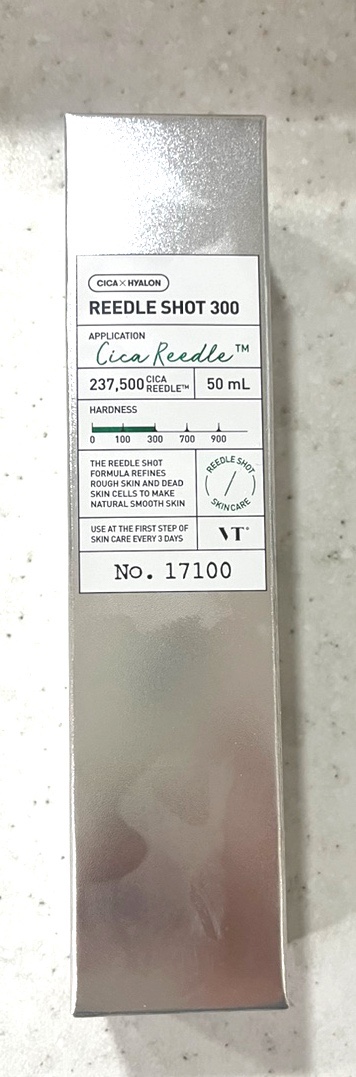 CICA×HYALON
REEDLE SHOT 300
APPLICATION
Cica Reedle™
237,500 CICA REEDLE™
50 mL
HARDNESS
0 100 300 700 900
THE REEDLE SHOT
FORMULA REFINES
ROUGH SKIN AND DEAD
SKIN CELLS TO MAKE
NATURAL SMOOTH SKIN
REEDLE SHOT
SKINCARE
USE AT THE FIRST STEP OF
SKIN CARE EVERY 3 DAYS
VT®
No. 17100